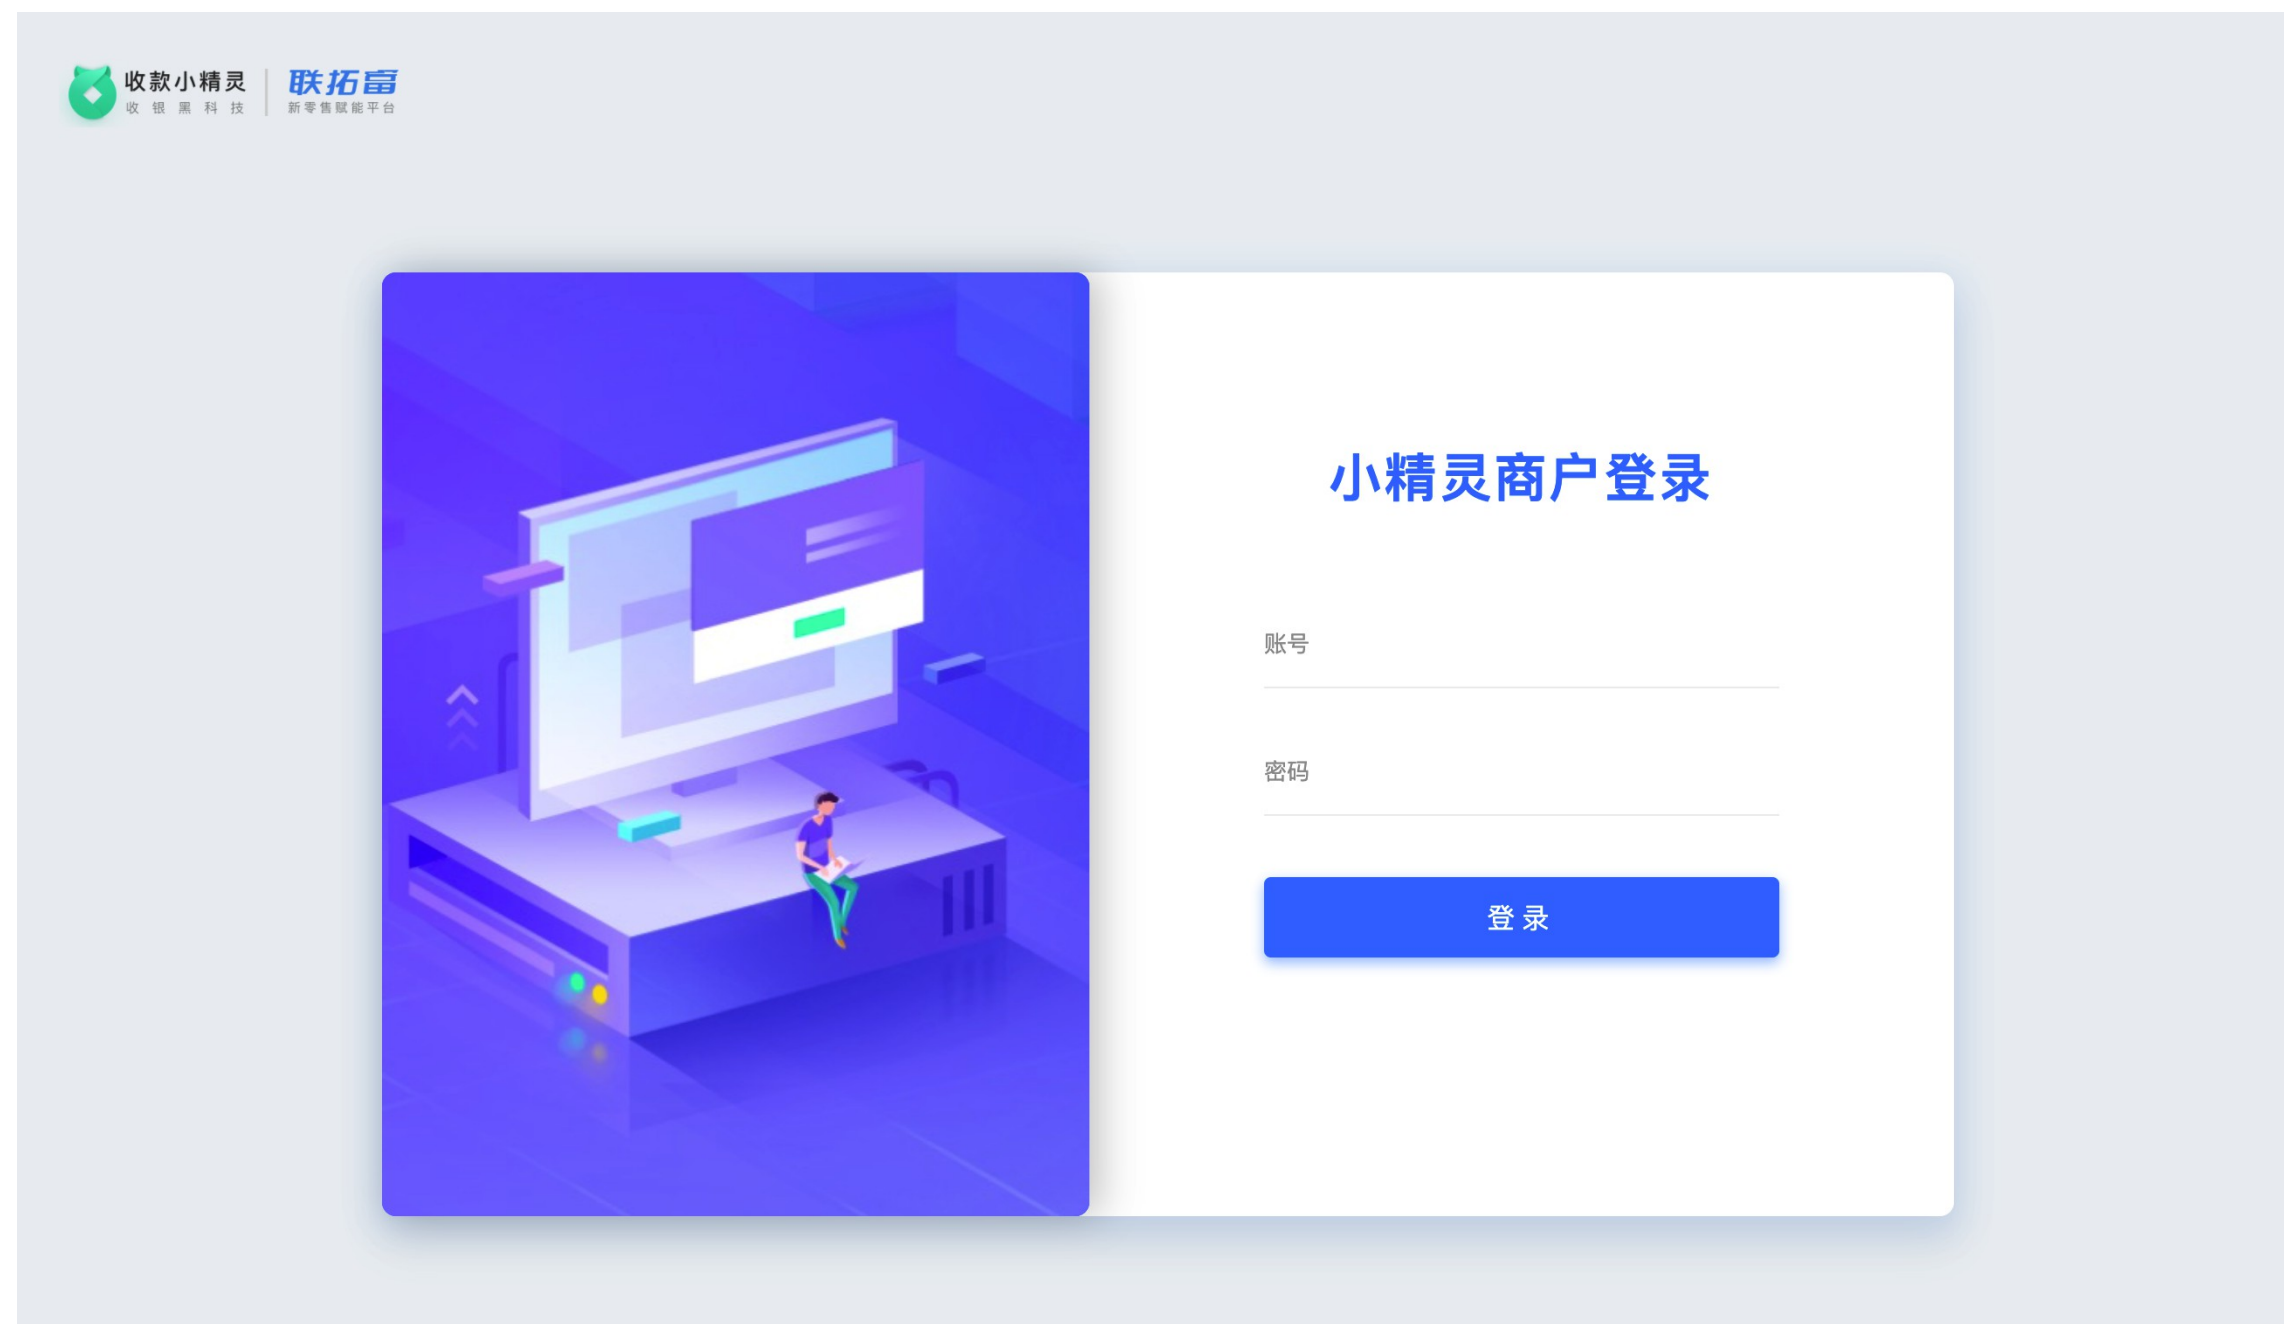 收款小精灵
收银黑科技
联拓富
新零售赋能平台
小精灵商户登录
账号
密码
登录